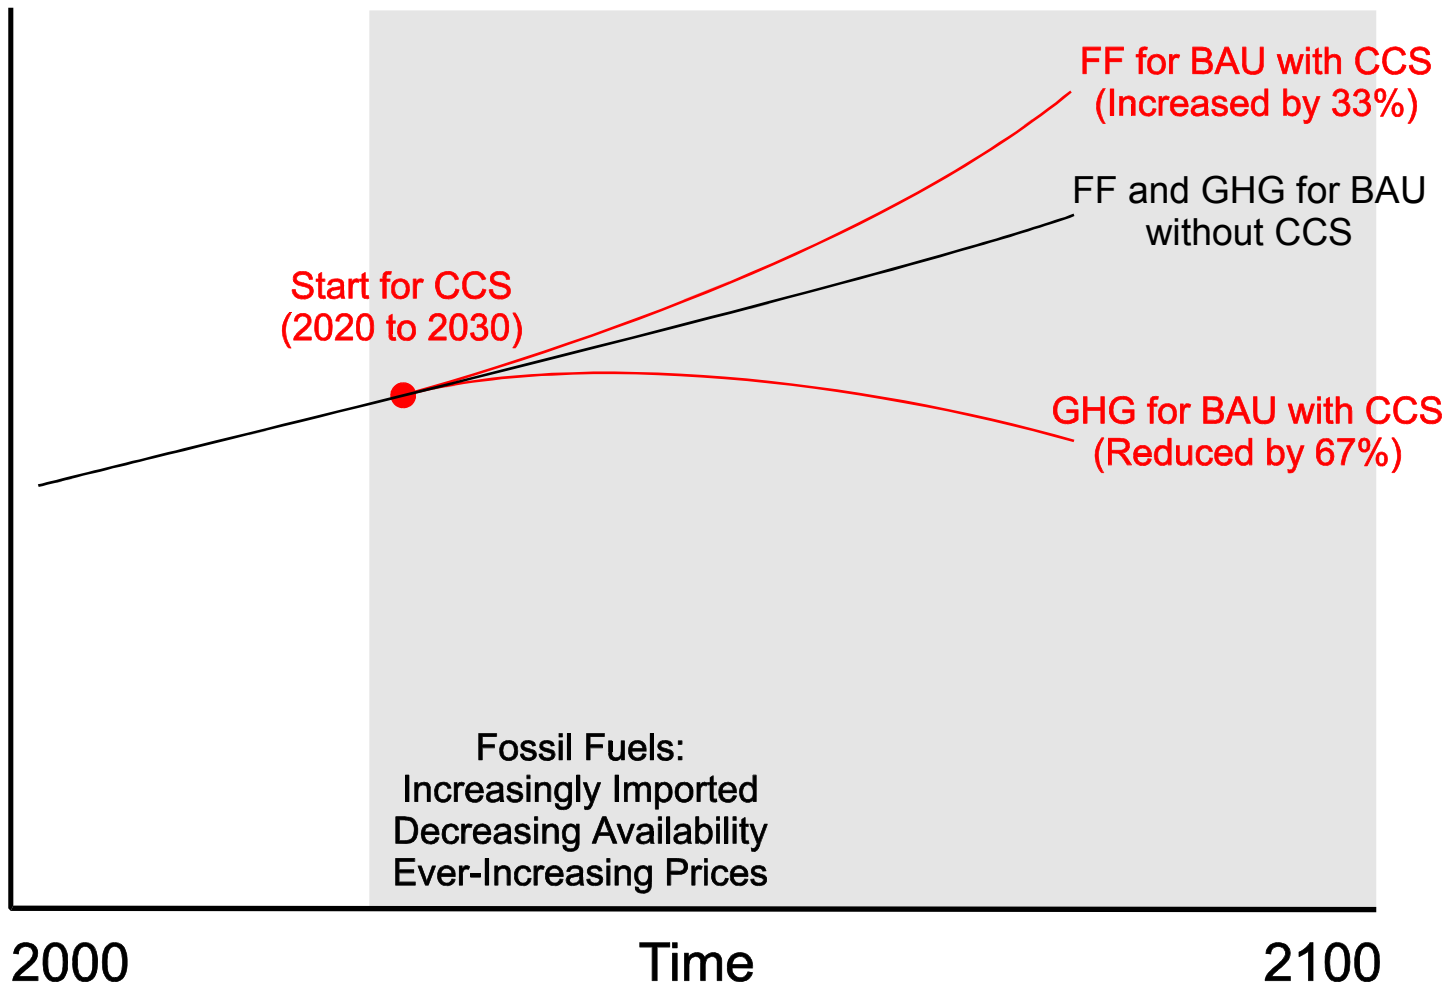 FF for BAU with CCS
(Increased by 33%)
FF and GHG for BAU
without CCS
Start for CCS
(2020 to 2030)
GHG for BAU with CCS
(Reduced by 67%)
Fossil Fuels:
Increasingly Imported
Decreasing Availability
Ever-Increasing Prices
2000
Time
2100